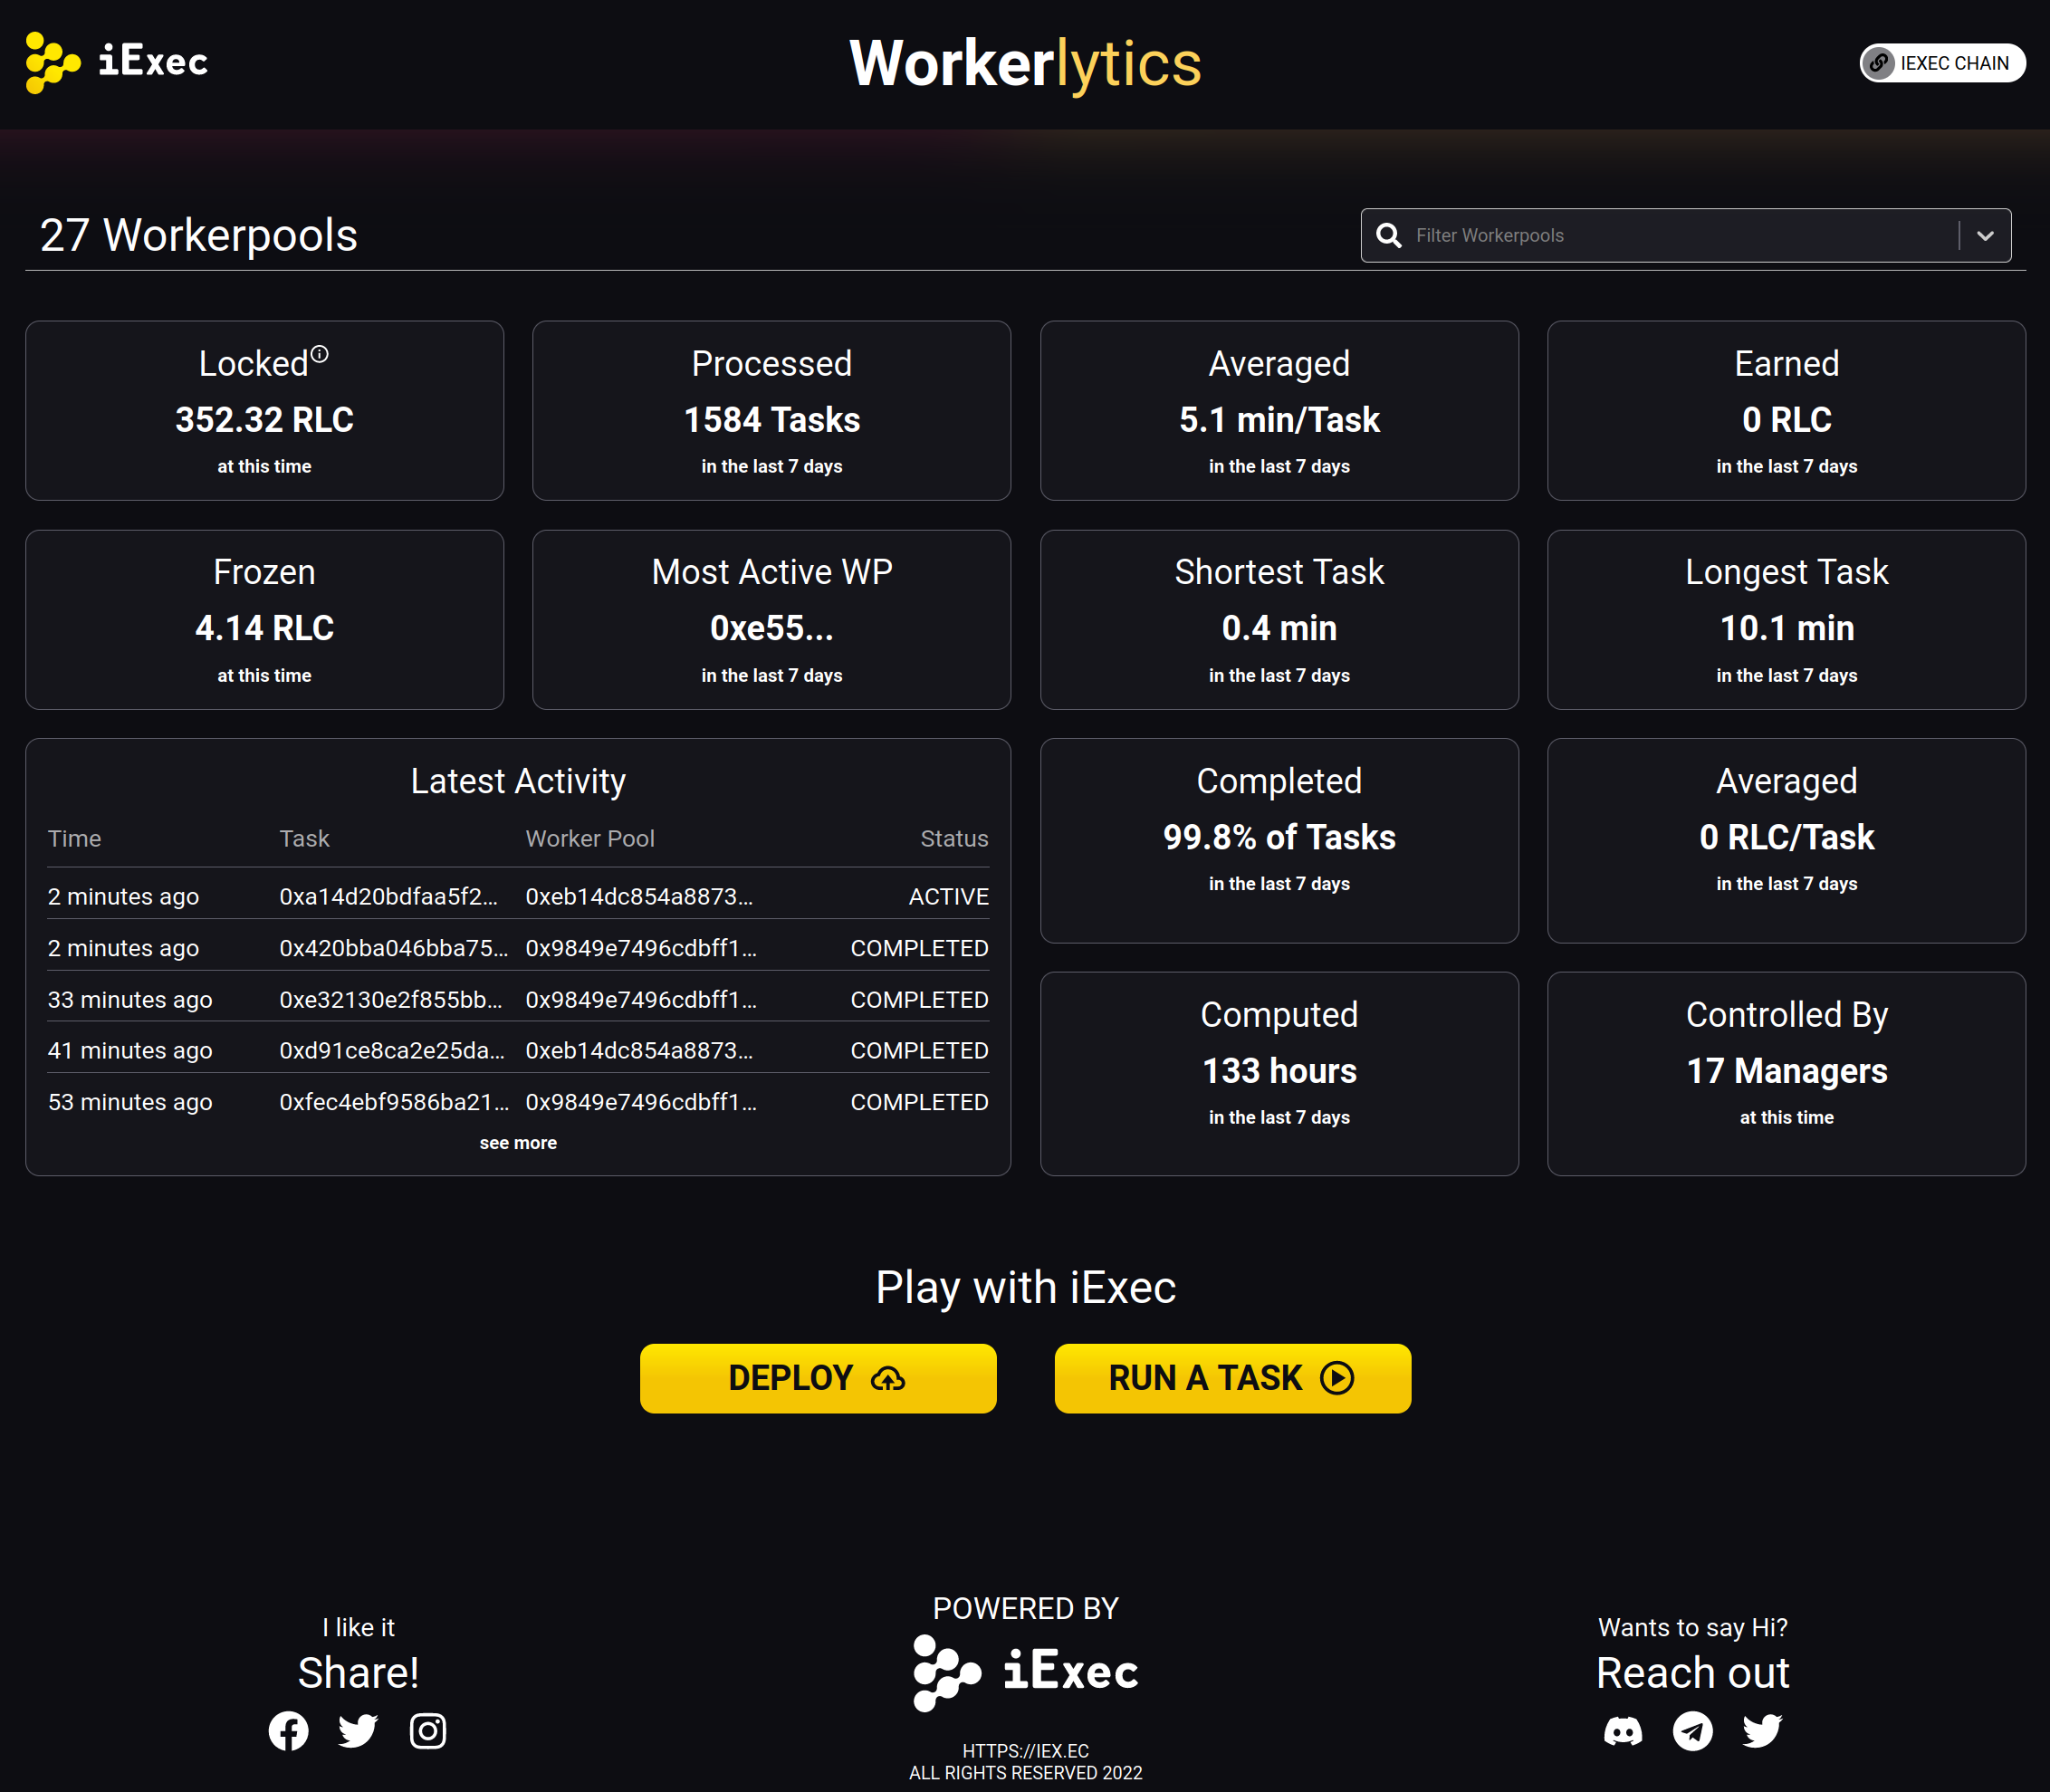 iExec
Workerlytics
IEXEC CHAIN
27 Workerpools
Filter Workerpools
Locked
352.32 RLC
at this time
Processed
1584 Tasks
in the last 7 days
Averaged
5.1 min/Task
in the last 7 days
Earned
0 RLC
in the last 7 days
Frozen
4.14 RLC
at this time
Most Active WP
0xe55...
in the last 7 days
Shortest Task
0.4 min
in the last 7 days
Longest Task
10.1 min
in the last 7 days
Latest Activity
Time Task Worker Pool Status
2 minutes ago 0xa14d20bdfaa5f2... 0xeb14dc854a8873... ACTIVE
2 minutes ago 0x420bba046bba75... 0x9849e7496cdbff1... COMPLETED
33 minutes ago 0xe32130e2f855bb... 0x9849e7496cdbff1... COMPLETED
41 minutes ago 0xd91ce8ca2e25da... 0xeb14dc854a8873... COMPLETED
53 minutes ago 0xfec4ebf9586ba21... 0x9849e7496cdbff1... COMPLETED
see more
Completed
99.8% of Tasks
in the last 7 days
Averaged
0 RLC/Task
in the last 7 days
Computed
133 hours
in the last 7 days
Controlled By
17 Managers
at this time
Play with iExec
DEPLOY
RUN A TASK
I like it
Share!
POWERED BY
iExec
HTTPS://IEX.EC
ALL RIGHTS RESERVED 2022
Wants to say Hi?
Reach out